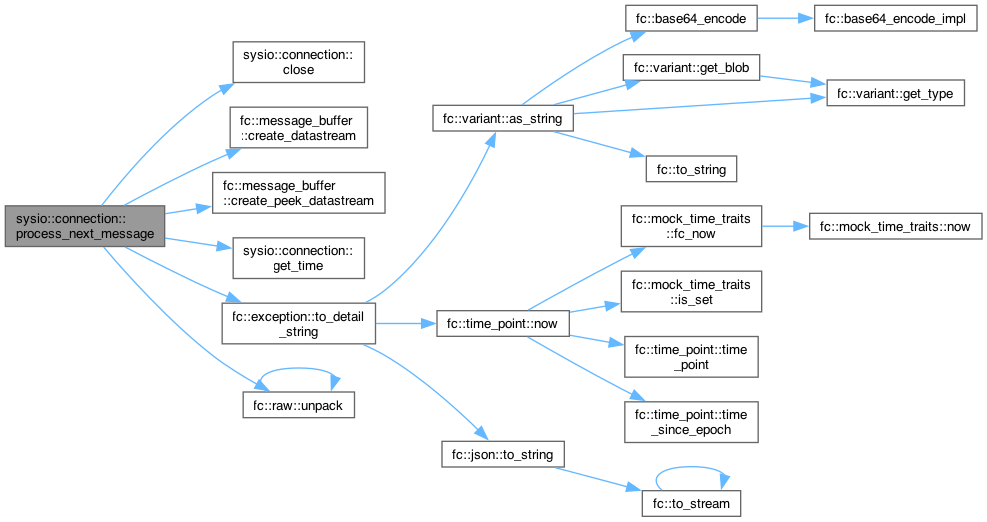 sysio::connection::
process_next_message
sysio::connection::
close
fc::message_buffer
::create_datastream
fc::message_buffer
::create_peek_datastream
sysio::connection::
get_time
fc::exception::to_detail
_string
fc::raw::unpack
fc::variant::as_string
fc::time_point::now
fc::json::to_string
fc::base64_encode
fc::variant::get_blob
fc::to_string
fc::mock_time_traits
::fc_now
fc::mock_time_traits
::is_set
fc::time_point::time
_point
fc::time_point::time
_since_epoch
fc::to_stream
fc::base64_encode_impl
fc::variant::get_type
fc::mock_time_traits::now